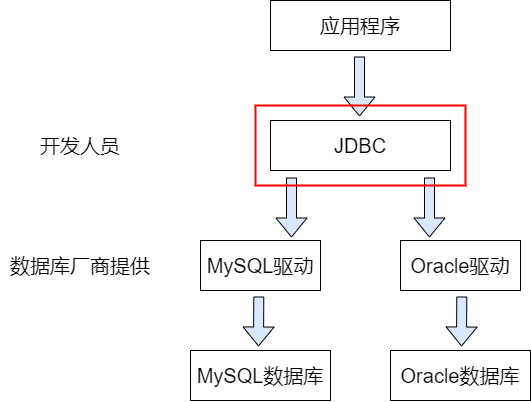 应用程序
开发人员
JDBC
数据库厂商提供
MySQL驱动
Oracle驱动
MySQL数据库
Oracle数据库